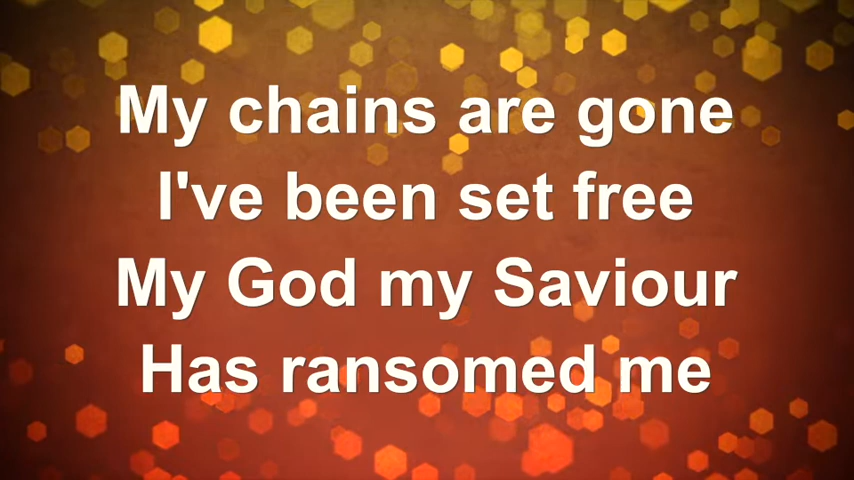 My chains are gone
I've been set free
My God my Saviour
Has ransomed me